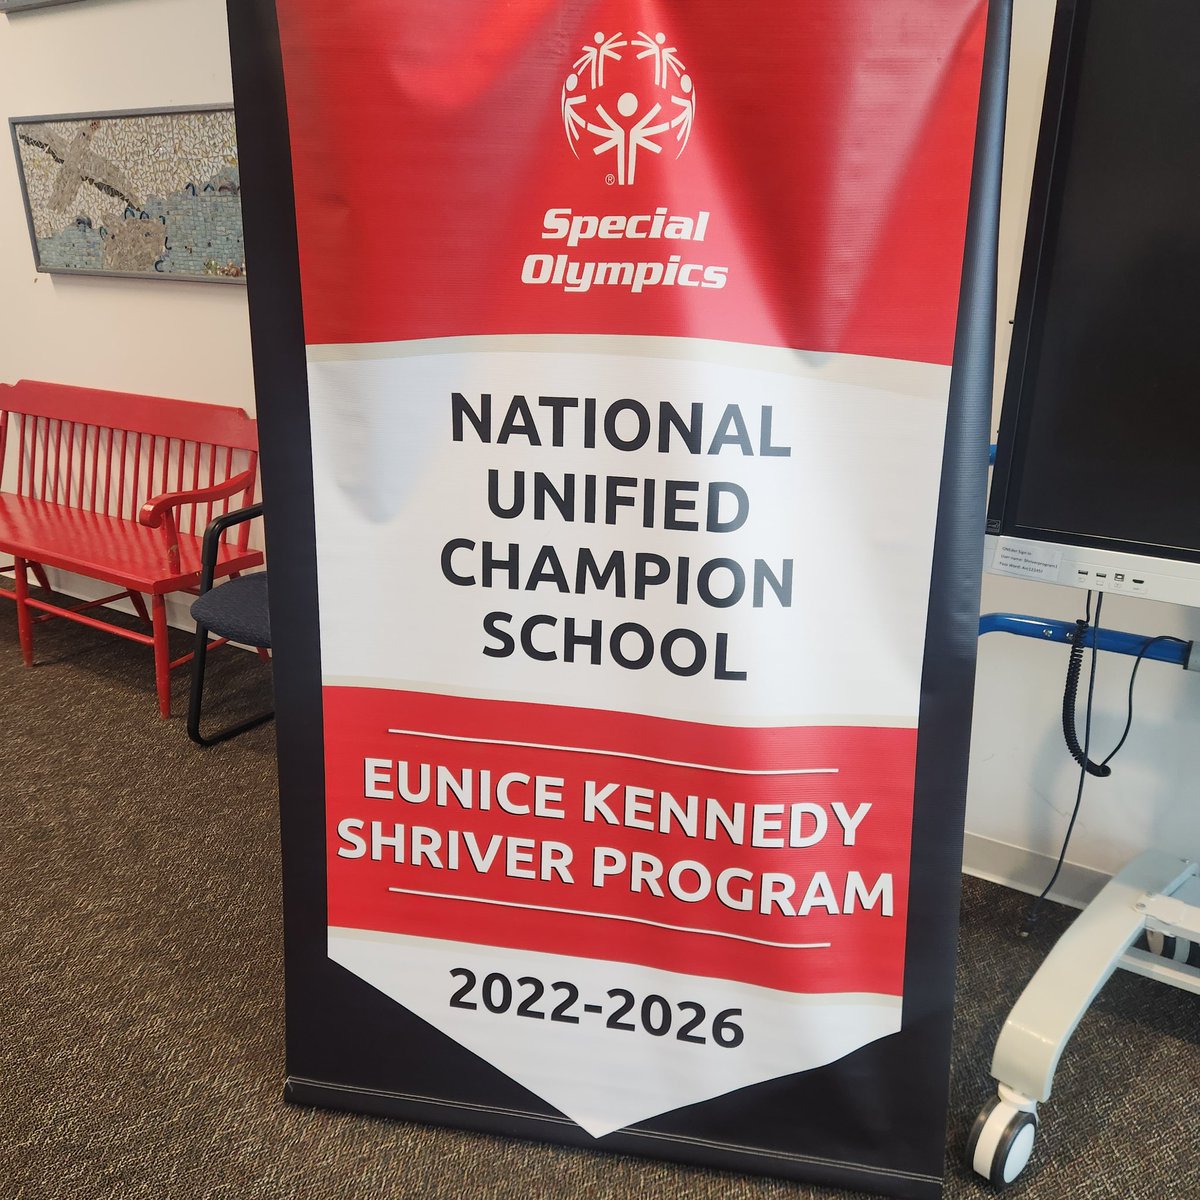 ®
Special
Olympics
NATIONAL
UNIFIED
CHAMPION
SCHOOL
EUNICE KENNEDY
SHRIVER PROGRAM
2022-2026